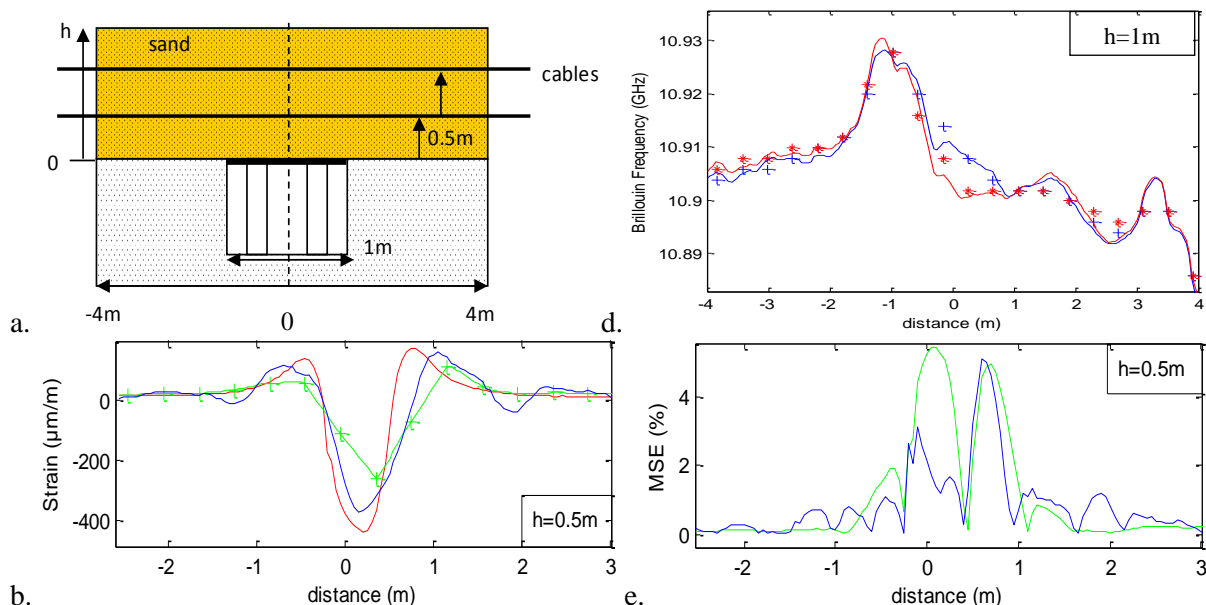 h
sand
cables
0.5m
0
1m
-4m
0
4m
a.
Brillouin Frequency (GHz)
10.93
10.92
10.91
10.9
10.89
h=1m
-4
-3
-2
-1
0
1
2
3
4
distance (m)
d.
Strain (µm/m)
0
-200
-400
h=0.5m
-2
-1
0
1
2
3
distance (m)
b.
MSE (%)
4
2
0
h=0.5m
-2
-1
0
1
2
3
distance (m)
e.